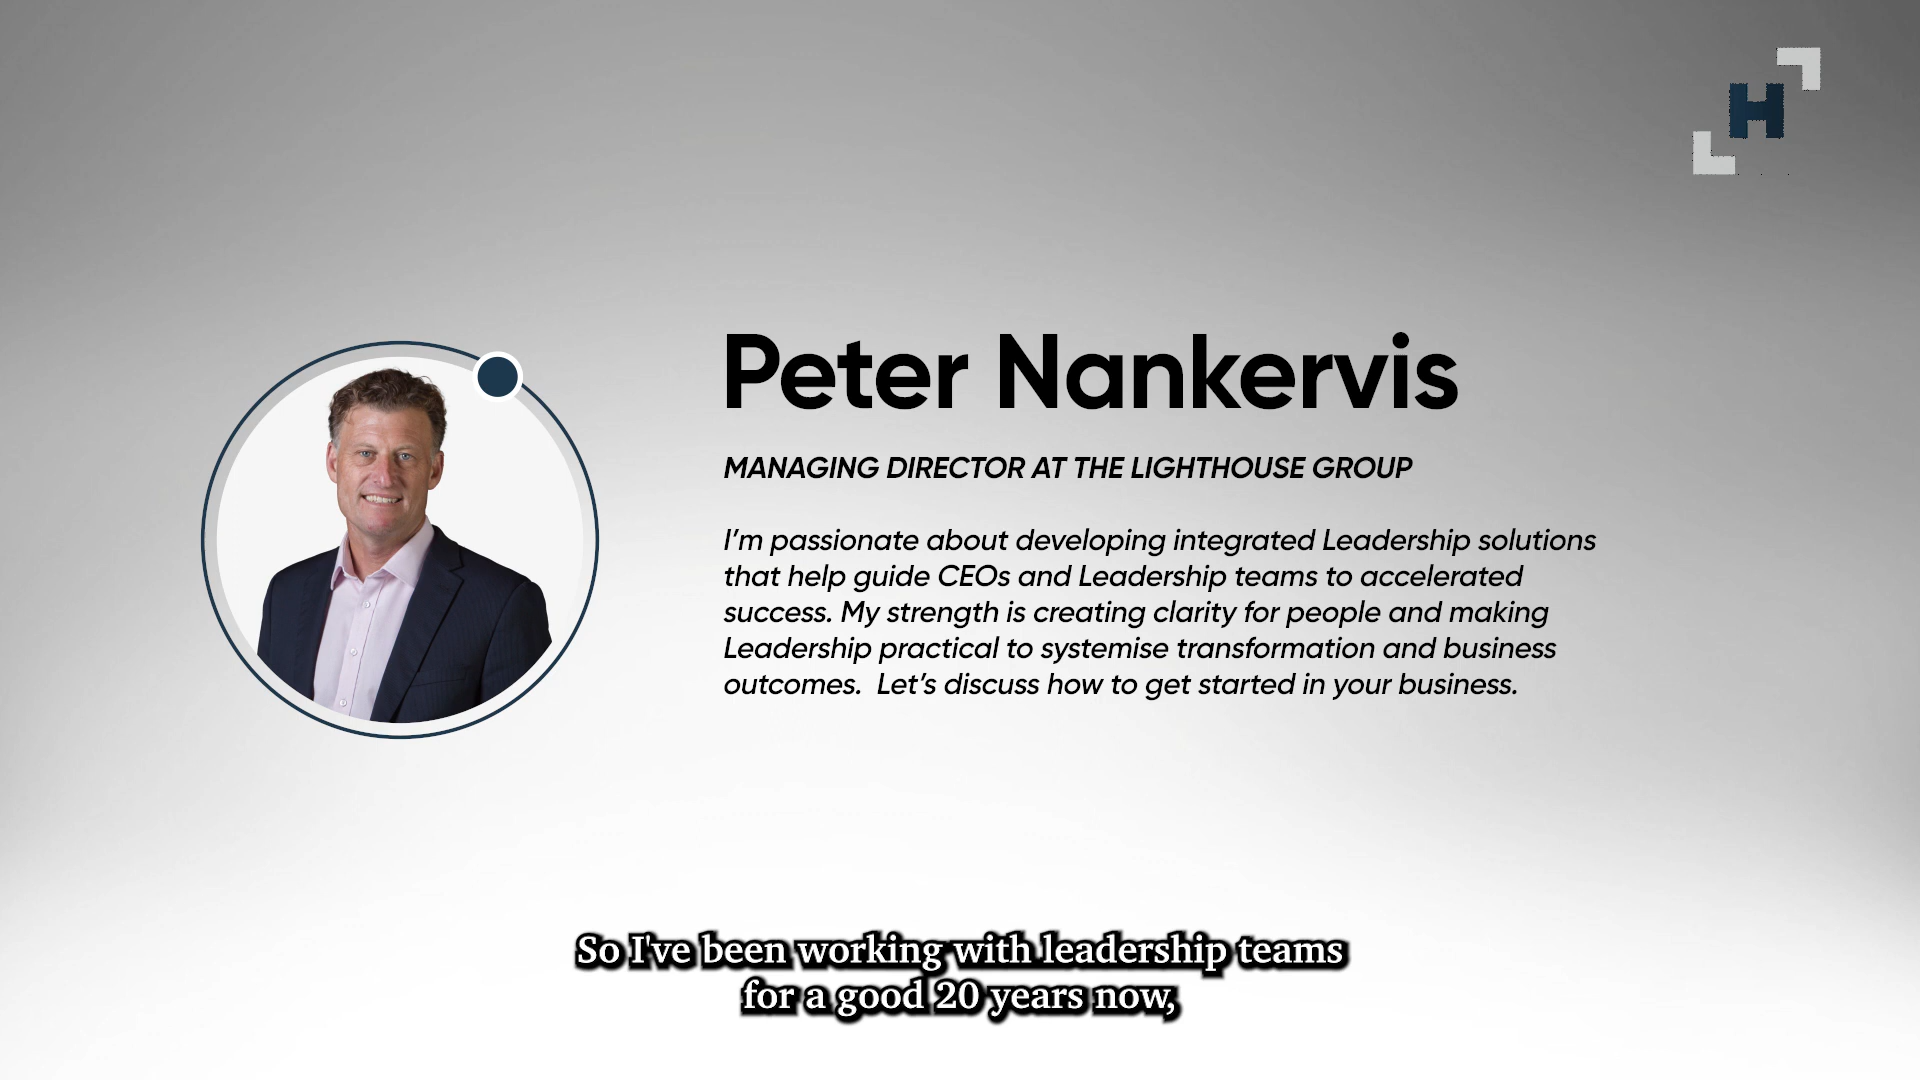 H
Peter Nankervis
MANAGING DIRECTOR AT THE LIGHTHOUSE GROUP
I’m passionate about developing integrated Leadership solutions
that help guide CEOs and Leadership teams to accelerated
success. My strength is creating clarity for people and making
Leadership practical to systemise transformation and business
outcomes.  Let’s discuss how to get started in your business.
So I've been working with leadership teams
for a good 20 years now,